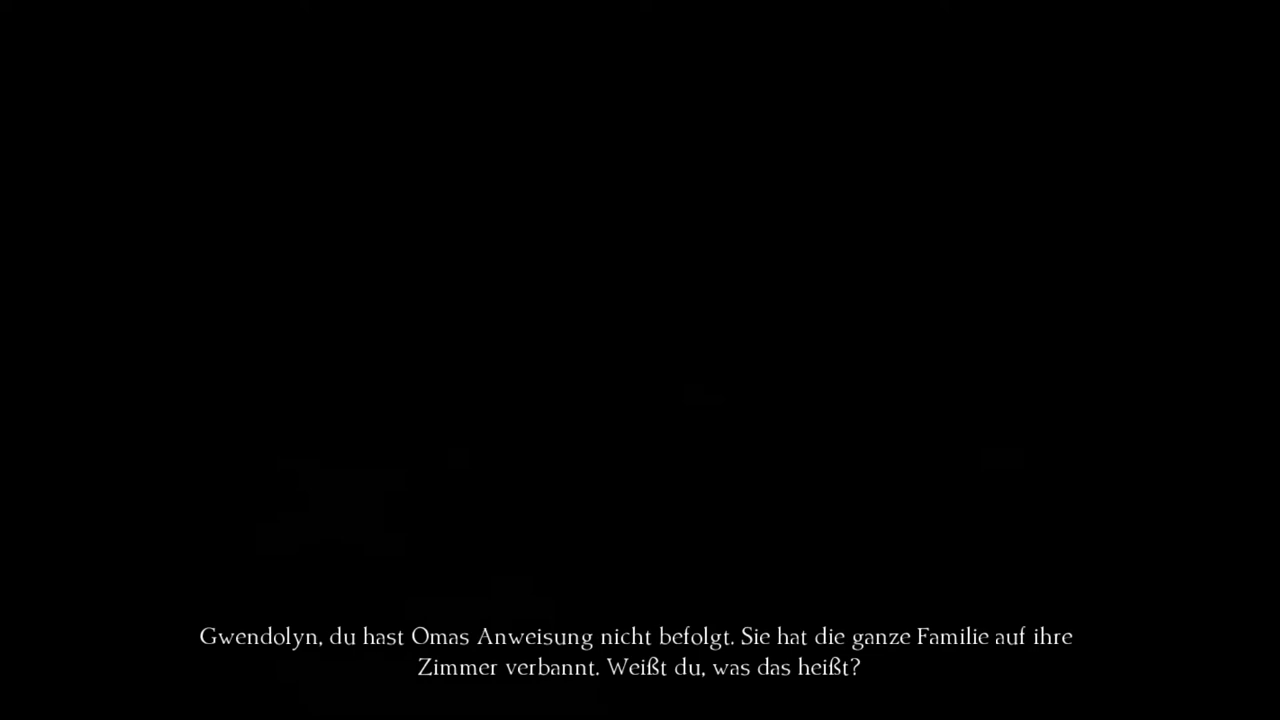 Gwendolyn, du hast Omas Anweisung nicht befolgt. Sie hat die ganze Familie auf ihre
Zimmer verbannt. Weißt du, was das heißt?